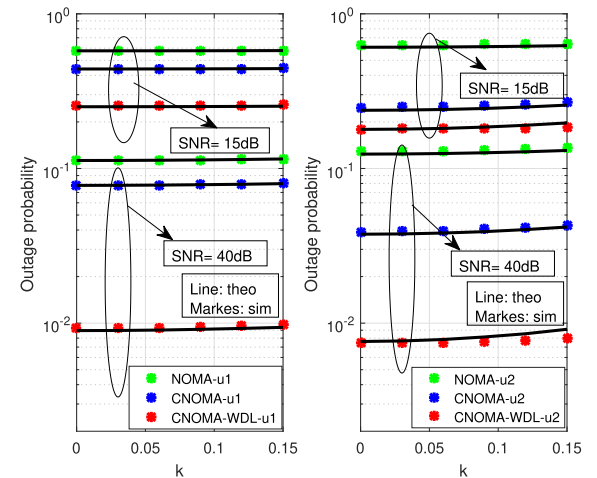 10^0
10^-1
10^-2
Outage probability
SNR= 15dB
SNR= 40dB
Line: theo
Markes: sim
NOMA-u1
CNOMA-u1
CNOMA-WDL-u1
0 0.05 0.1 0.15
k
10^0
10^-1
10^-2
Outage probability
SNR= 15dB
SNR= 40dB
Line: theo
Markes: sim
NOMA-u2
CNOMA-u2
CNOMA-WDL-u2
0 0.05 0.1 0.15
k